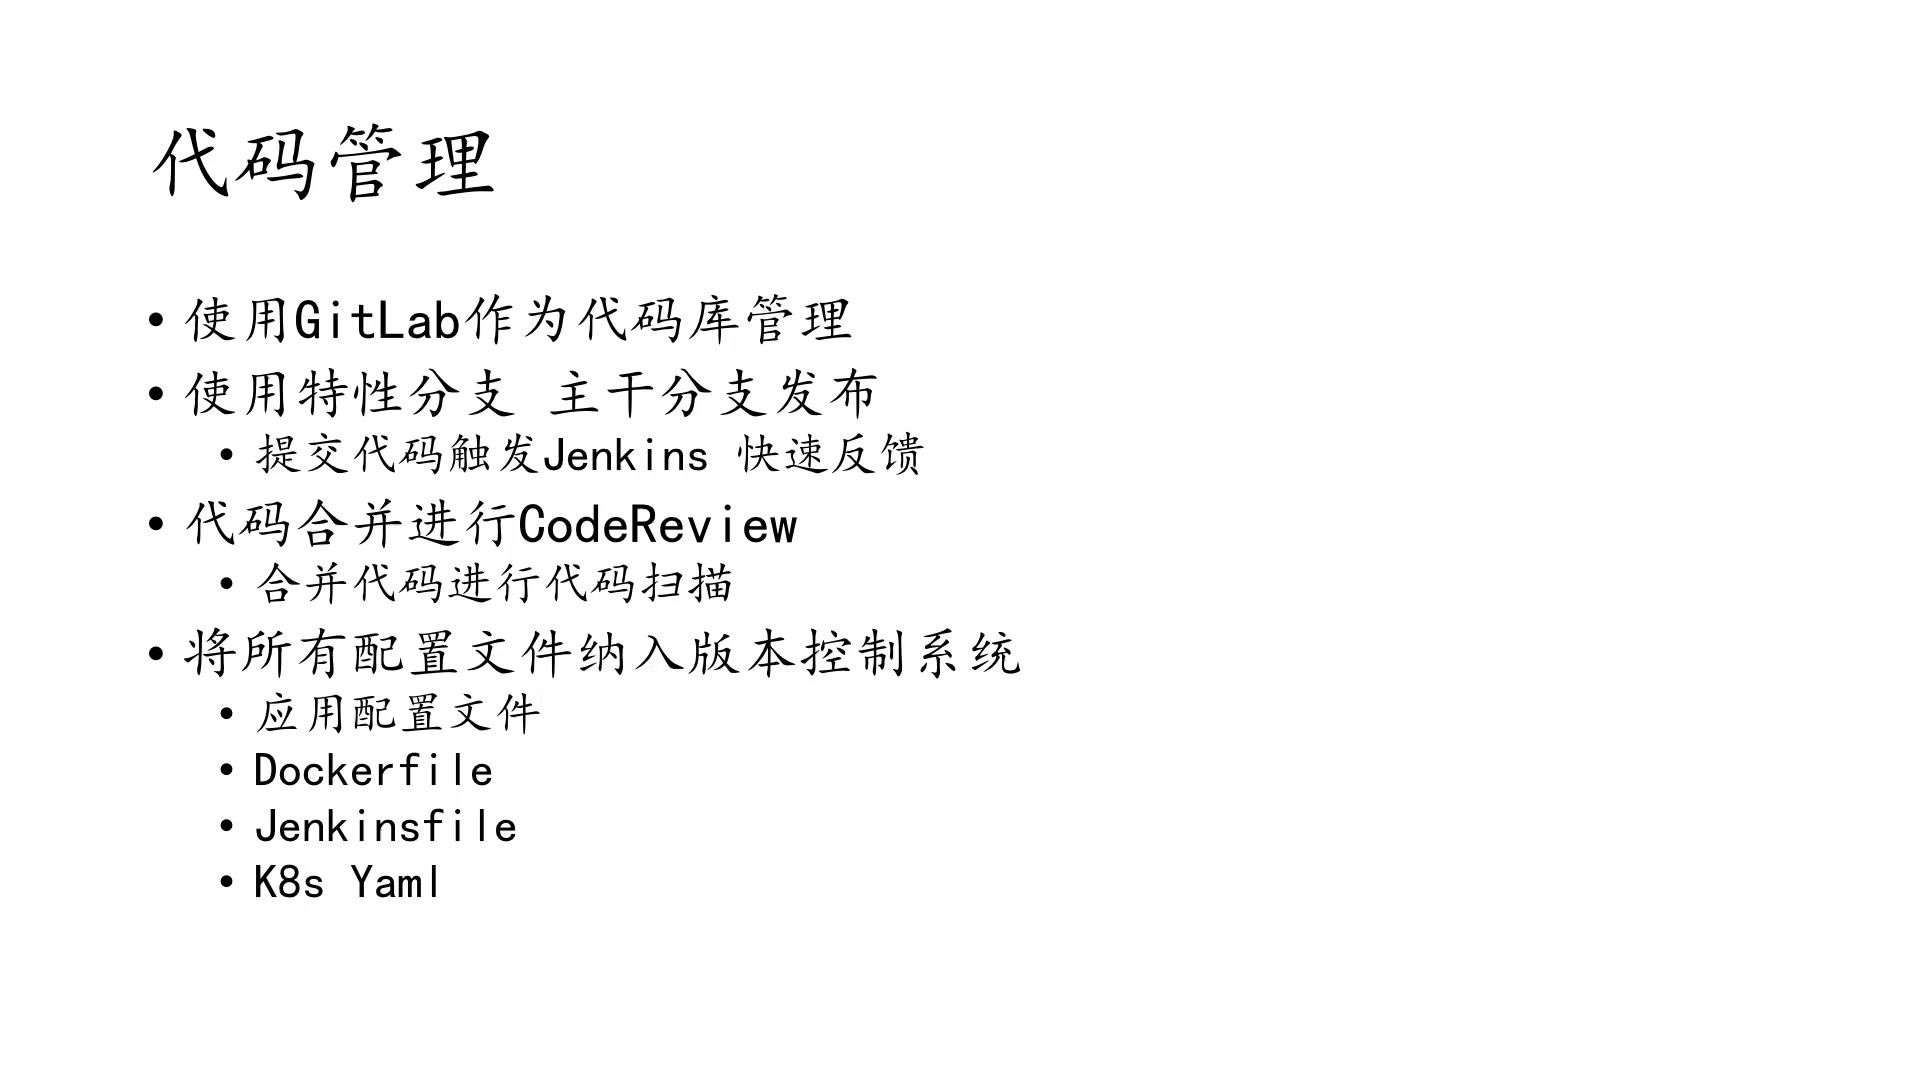 代码管理
• 使用GitLab作为代码库管理
• 使用特性分支 主干分支发布
• 提交代码触发Jenkins 快速反馈
• 代码合并进行CodeReview
• 合并代码进行代码扫描
• 将所有配置文件纳入版本控制系统
• 应用配置文件
• Dockerfile
• Jenkinsfile
• K8s Yaml